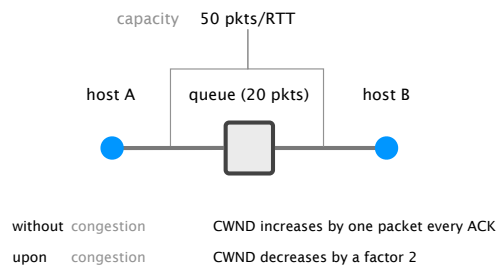 capacity 50 pkts/RTT
host A queue (20 pkts) host B
without congestion CWND increases by one packet every ACK
upon congestion CWND decreases by a factor 2